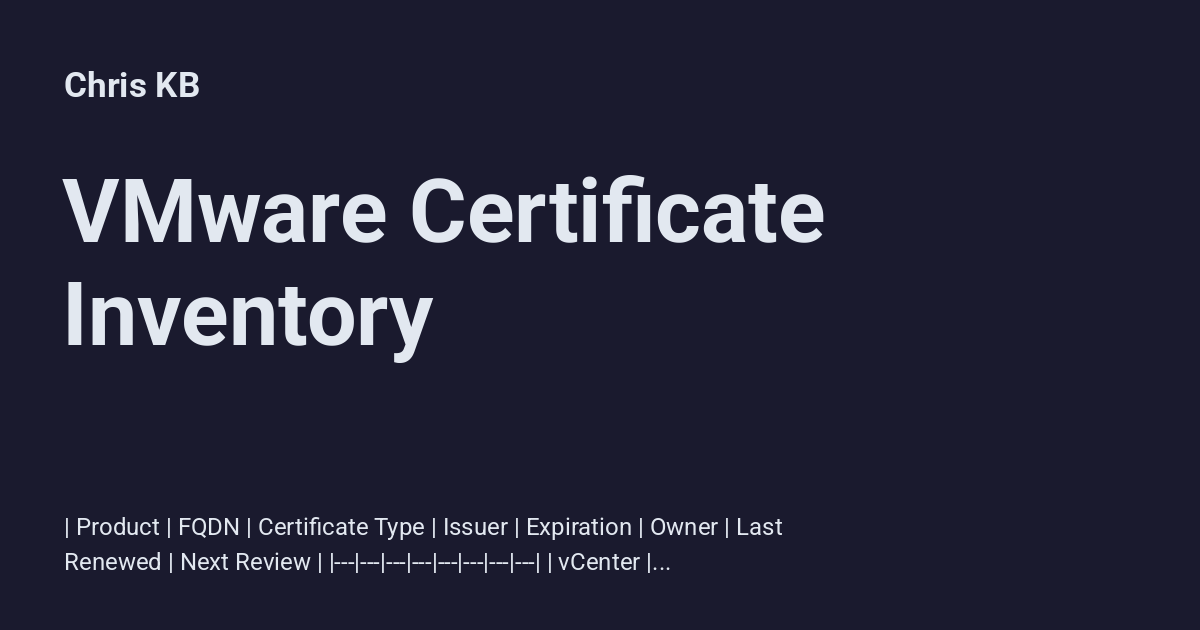 Chris KB
VMware Certificate
Inventory
| Product | FQDN | Certificate Type | Issuer | Expiration | Owner | Last
Renewed | Next Review | |---|---|---|---|---|---|---|---| | vCenter |...